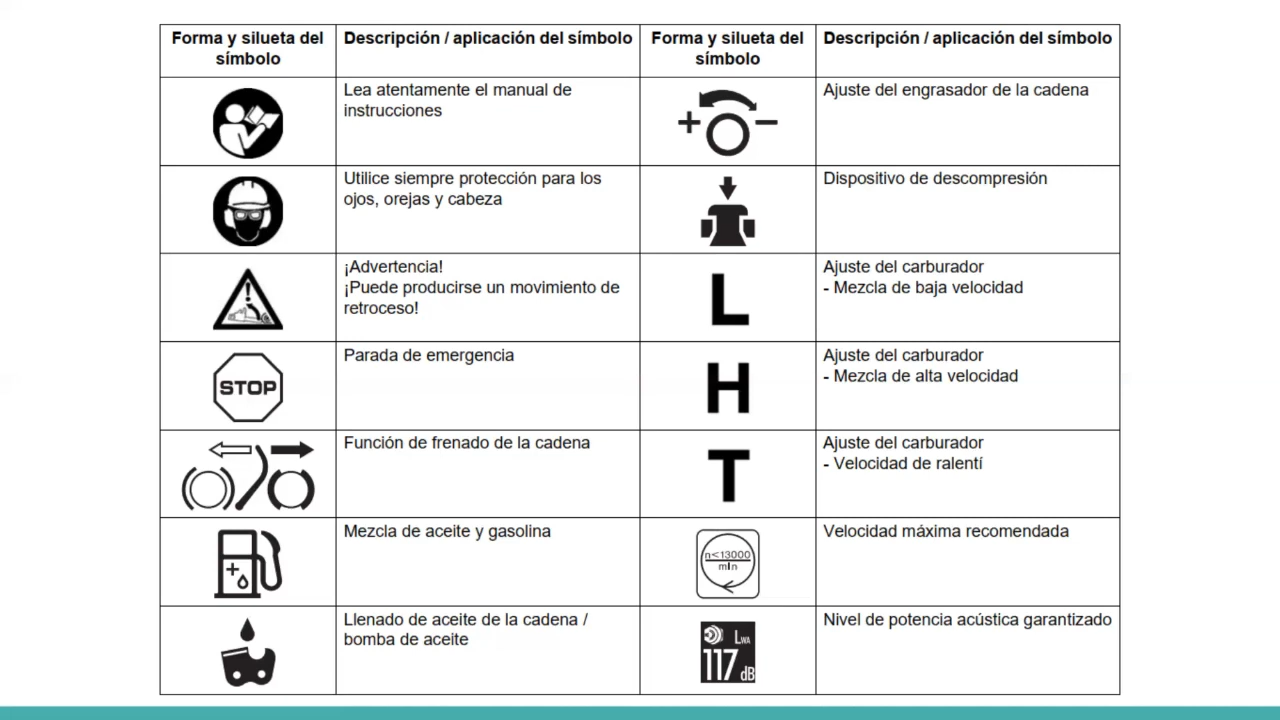 Forma y silueta del
símbolo
Descripción / aplicación del símbolo
Forma y silueta del
símbolo
Descripción / aplicación del símbolo
Lea atentamente el manual de
instrucciones
+ −
Ajuste del engrasador de la cadena
Utilice siempre protección para los
ojos, orejas y cabeza
Dispositivo de descompresión
¡Advertencia!
¡Puede producirse un movimiento de
retroceso!
L
Ajuste del carburador
- Mezcla de baja velocidad
STOP
Parada de emergencia
H
Ajuste del carburador
- Mezcla de alta velocidad
Función de frenado de la cadena
T
Ajuste del carburador
- Velocidad de ralentí
+
Mezcla de aceite y gasolina
n<13000
min
Velocidad máxima recomendada
Llenado de aceite de la cadena /
bomba de aceite
LWA
117 dB
Nivel de potencia acústica garantizado